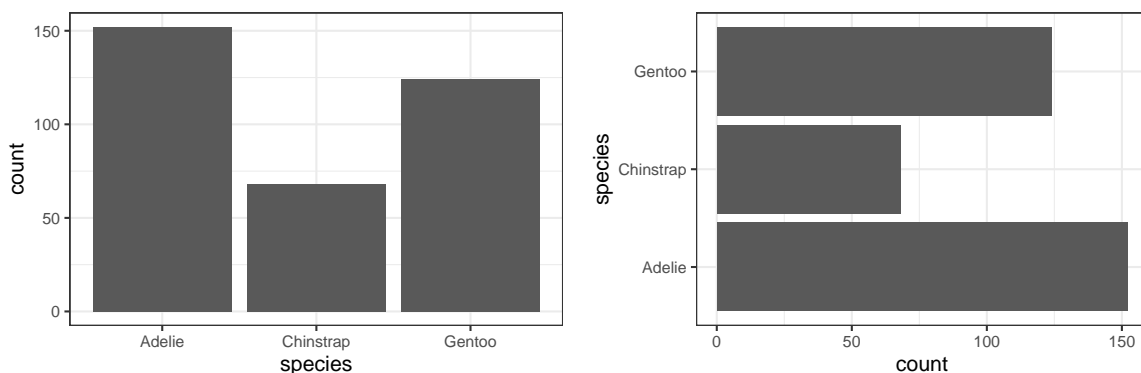 150
100
50
0
count
Adelie Chinstrap Gentoo
species
Gentoo
Chinstrap
Adelie
species
0 50 100 150
count